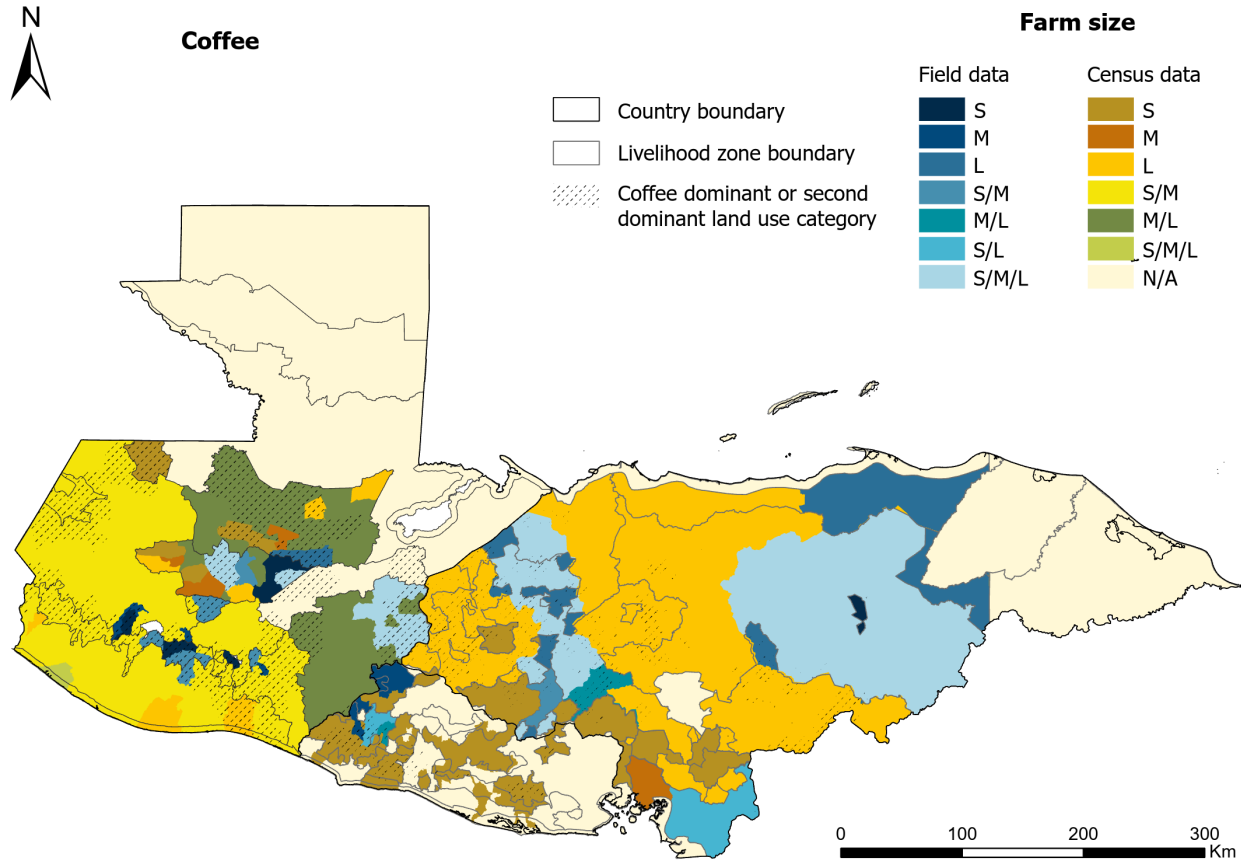 N
Coffee
Farm size
Field data
Census data
Country boundary
Livelihood zone boundary
Coffee dominant or second
dominant land use category
S
M
L
S/M
M/L
S/L
S/M/L
S
M
L
S/M
M/L
S/M/L
N/A
0 100 200 300
Km